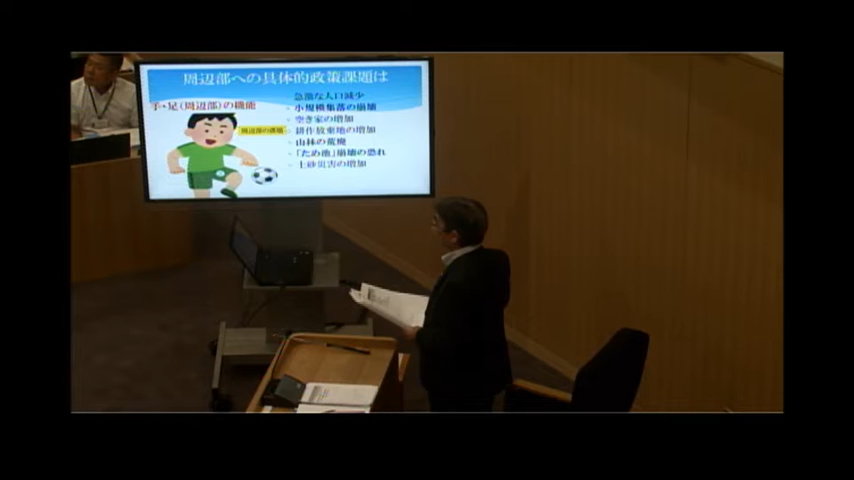 周辺部への具体的政策課題は
手・足(周辺部)の機能
周辺部の課題
急激な人口減少
- 小規模集落の崩壊
- 空き家の増加
- 耕作放棄地の増加
- 山林の荒廃
- 「ため池」崩壊の恐れ
- 土砂災害の増加